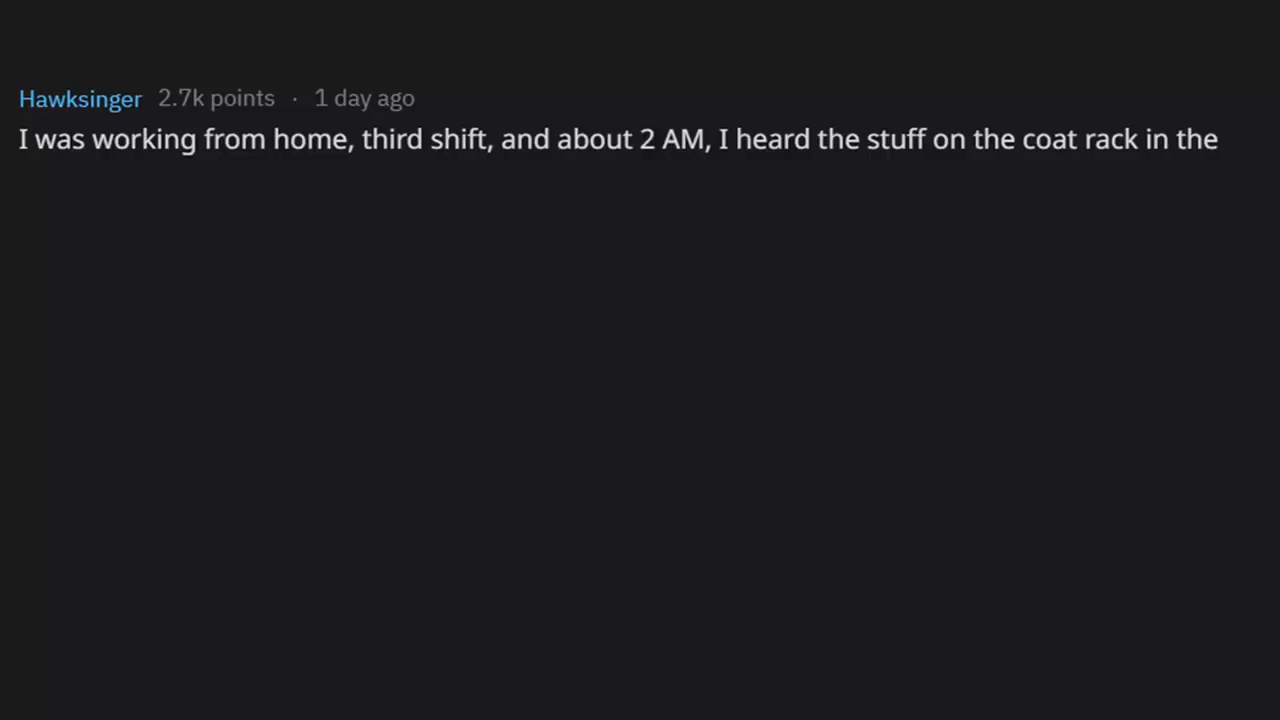 Hawksinger 2.7k points · 1 day ago
I was working from home, third shift, and about 2 AM, I heard the stuff on the coat rack in the